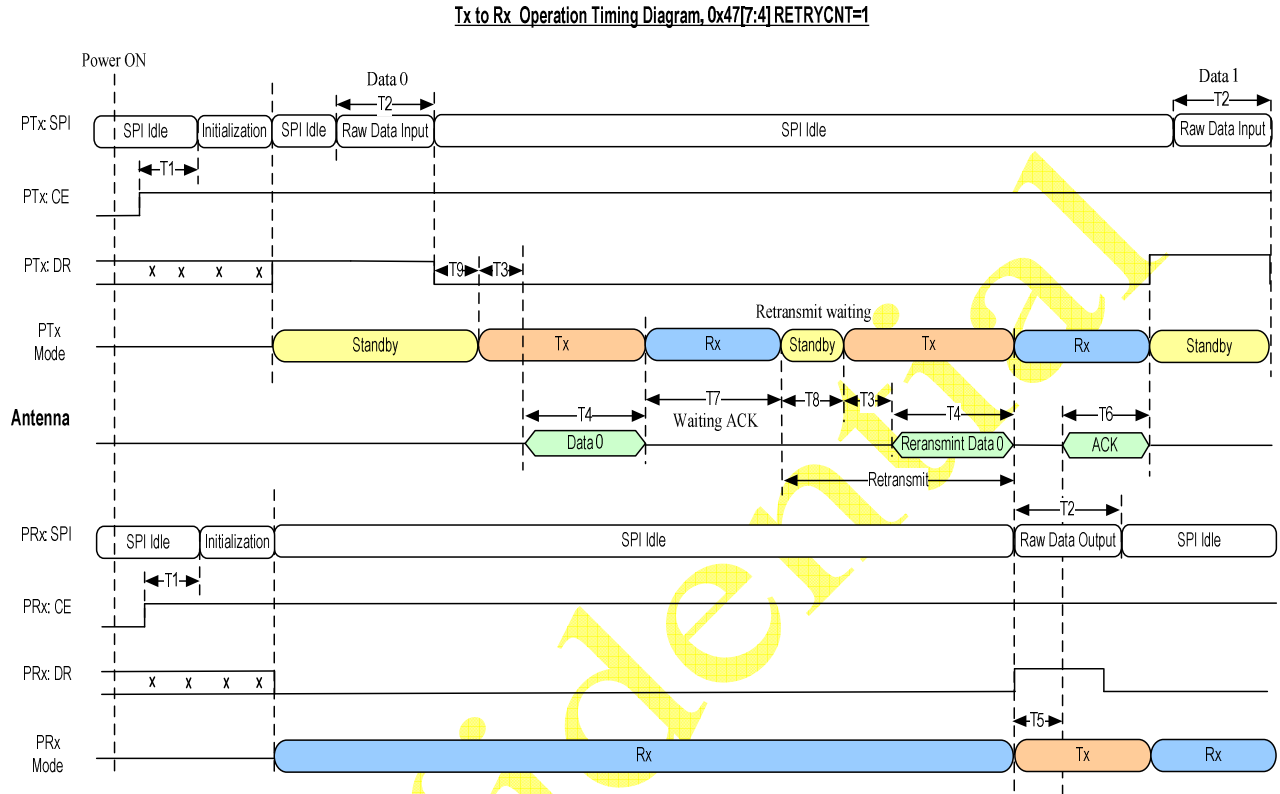 Tx to Rx Operation Timing Diagram, 0x47[7:4] RETRYCNT=1
Power ON
Data 0
Data 1
T2
T2
PTx: SPI
SPI Idle
Initialization
SPI Idle
Raw Data Input
SPI Idle
Raw Data Input
T1
PTx: CE
PTx: DR
x x x x
T9
T3
Retransmit waiting
PTx
Mode
Standby
Tx
Rx
Standby
Tx
Rx
Standby
T7
T8
T3
Antenna
T4
Waiting ACK
T4
T6
Data 0
Reransmint Data 0
ACK
Retransmit
T2
PRx: SPI
SPI Idle
Initialization
SPI Idle
Raw Data Output
SPI Idle
T1
PRx: CE
PRx: DR
x x x x
T5
PRx
Mode
Rx
Tx
Rx
idential